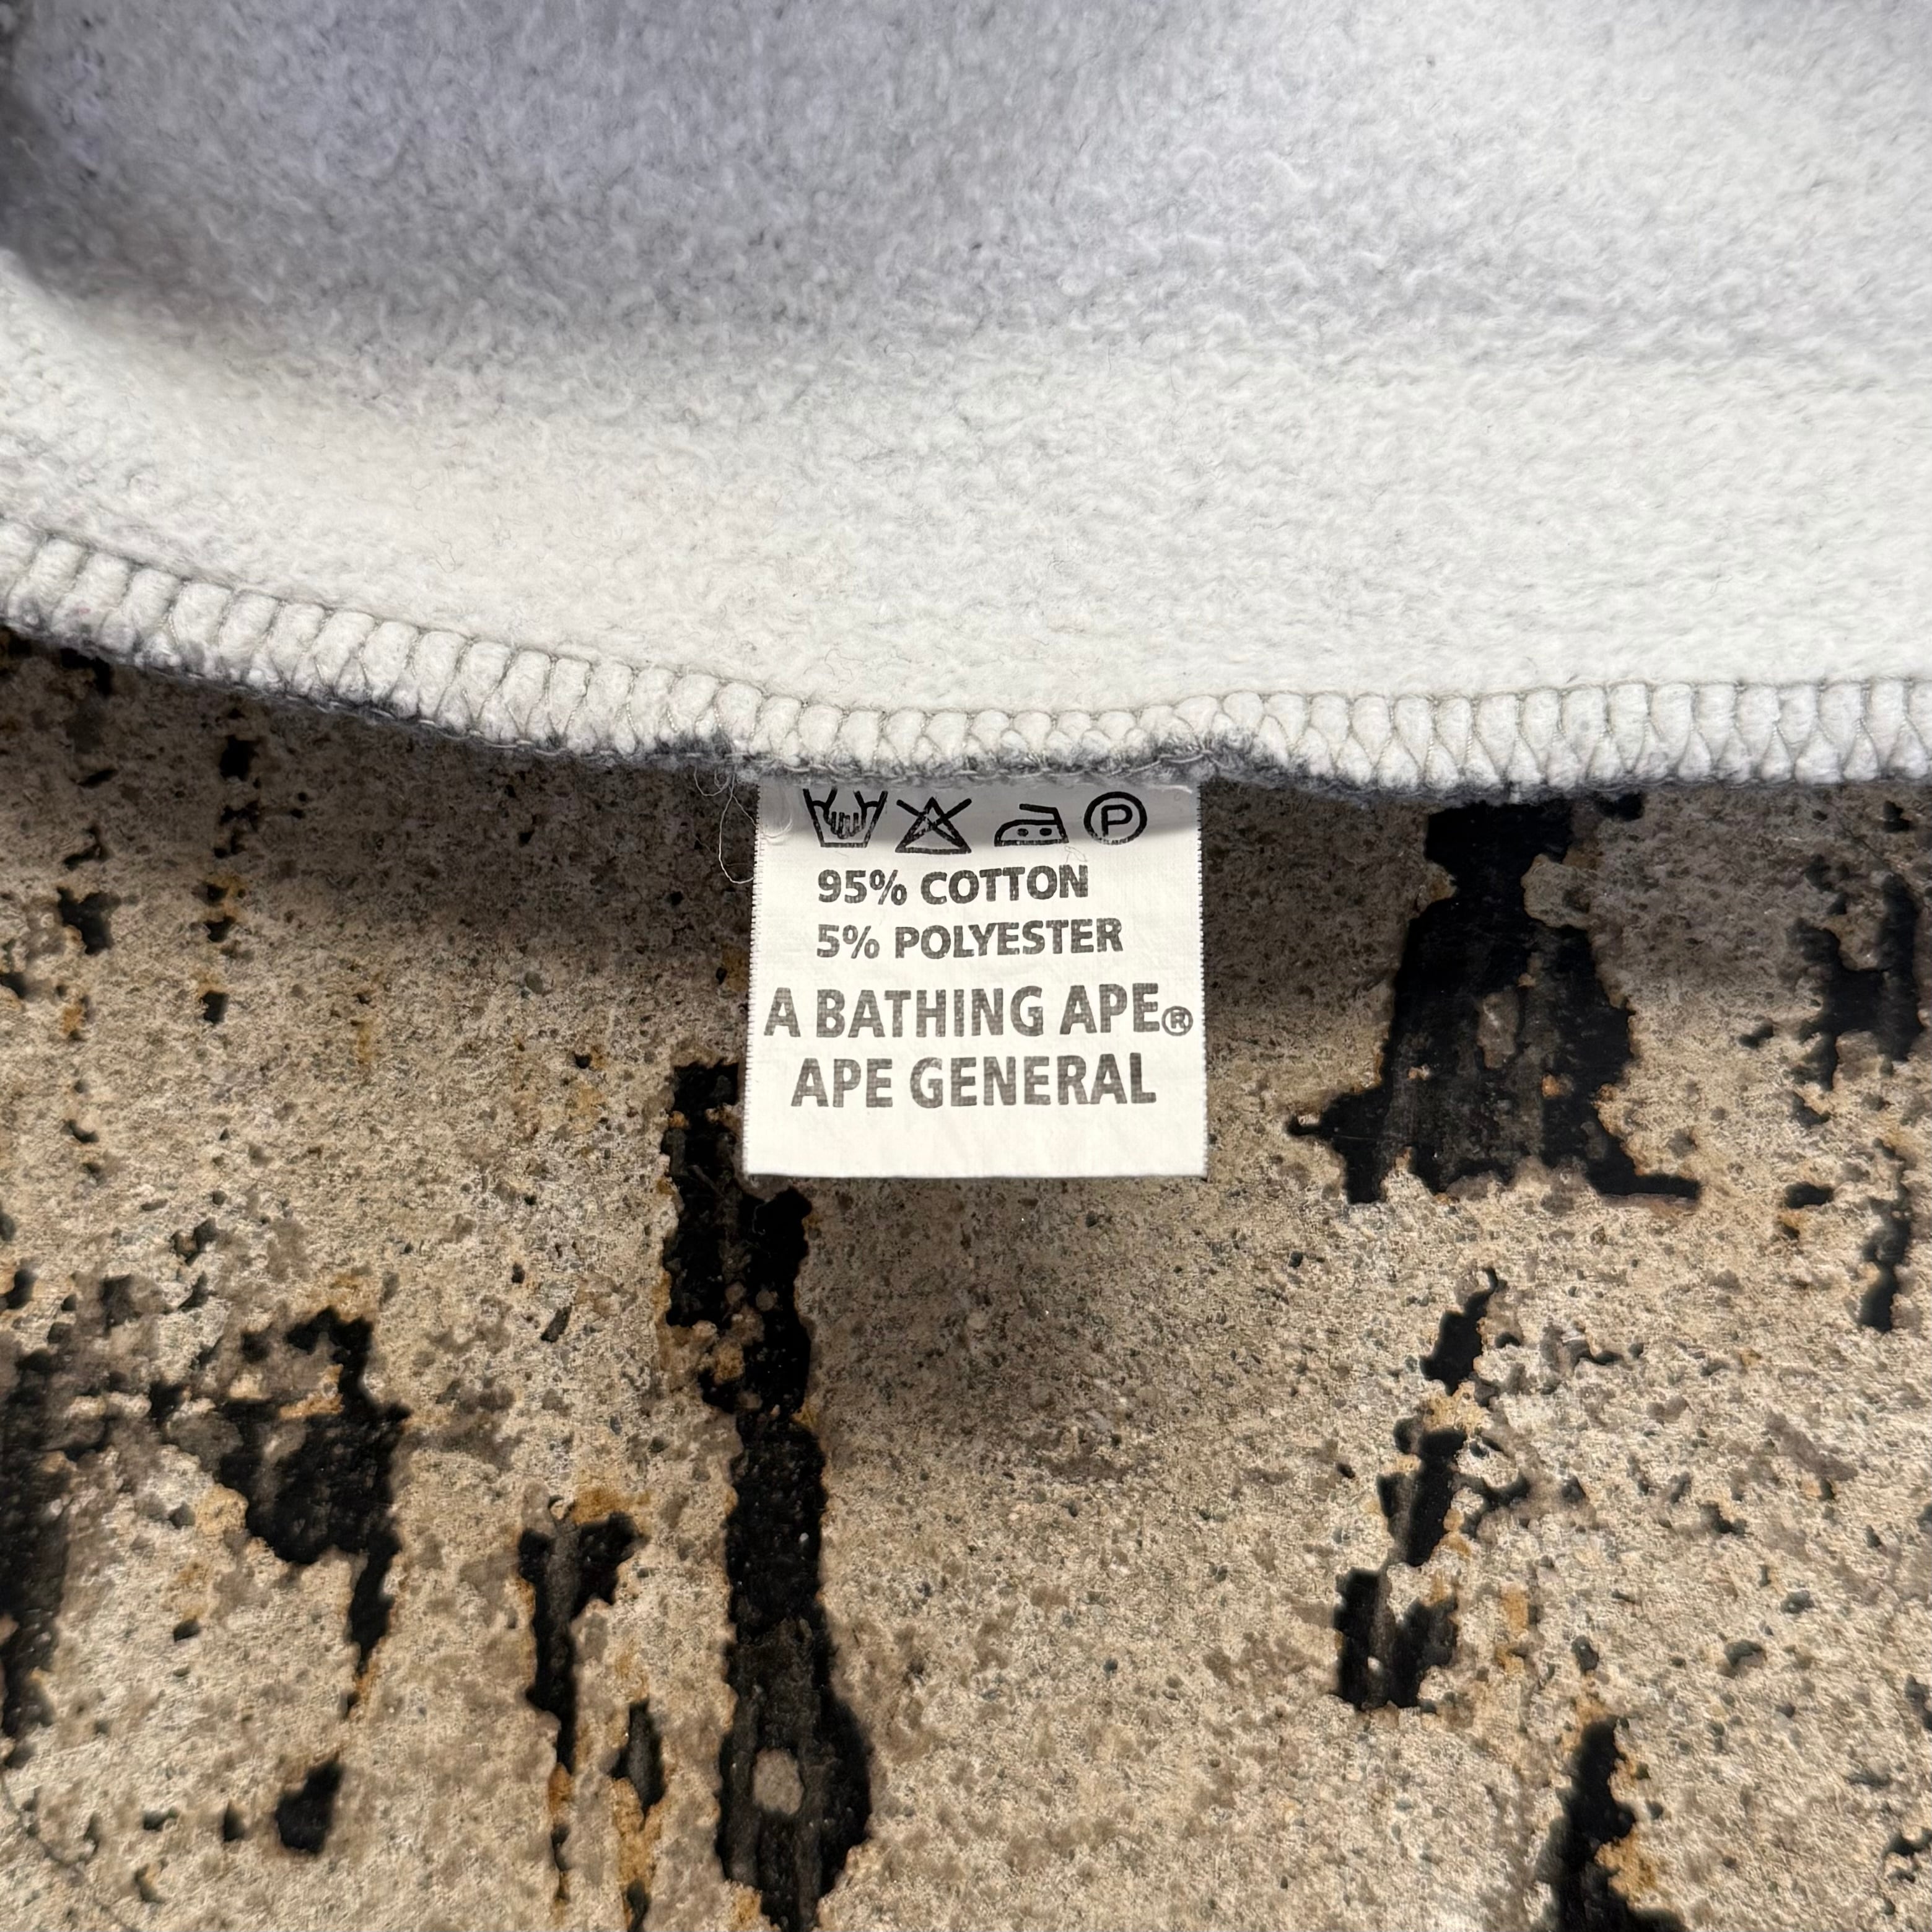 P
95% COTTON
5% POLYESTER
A BATHING APE®
APE GENERAL